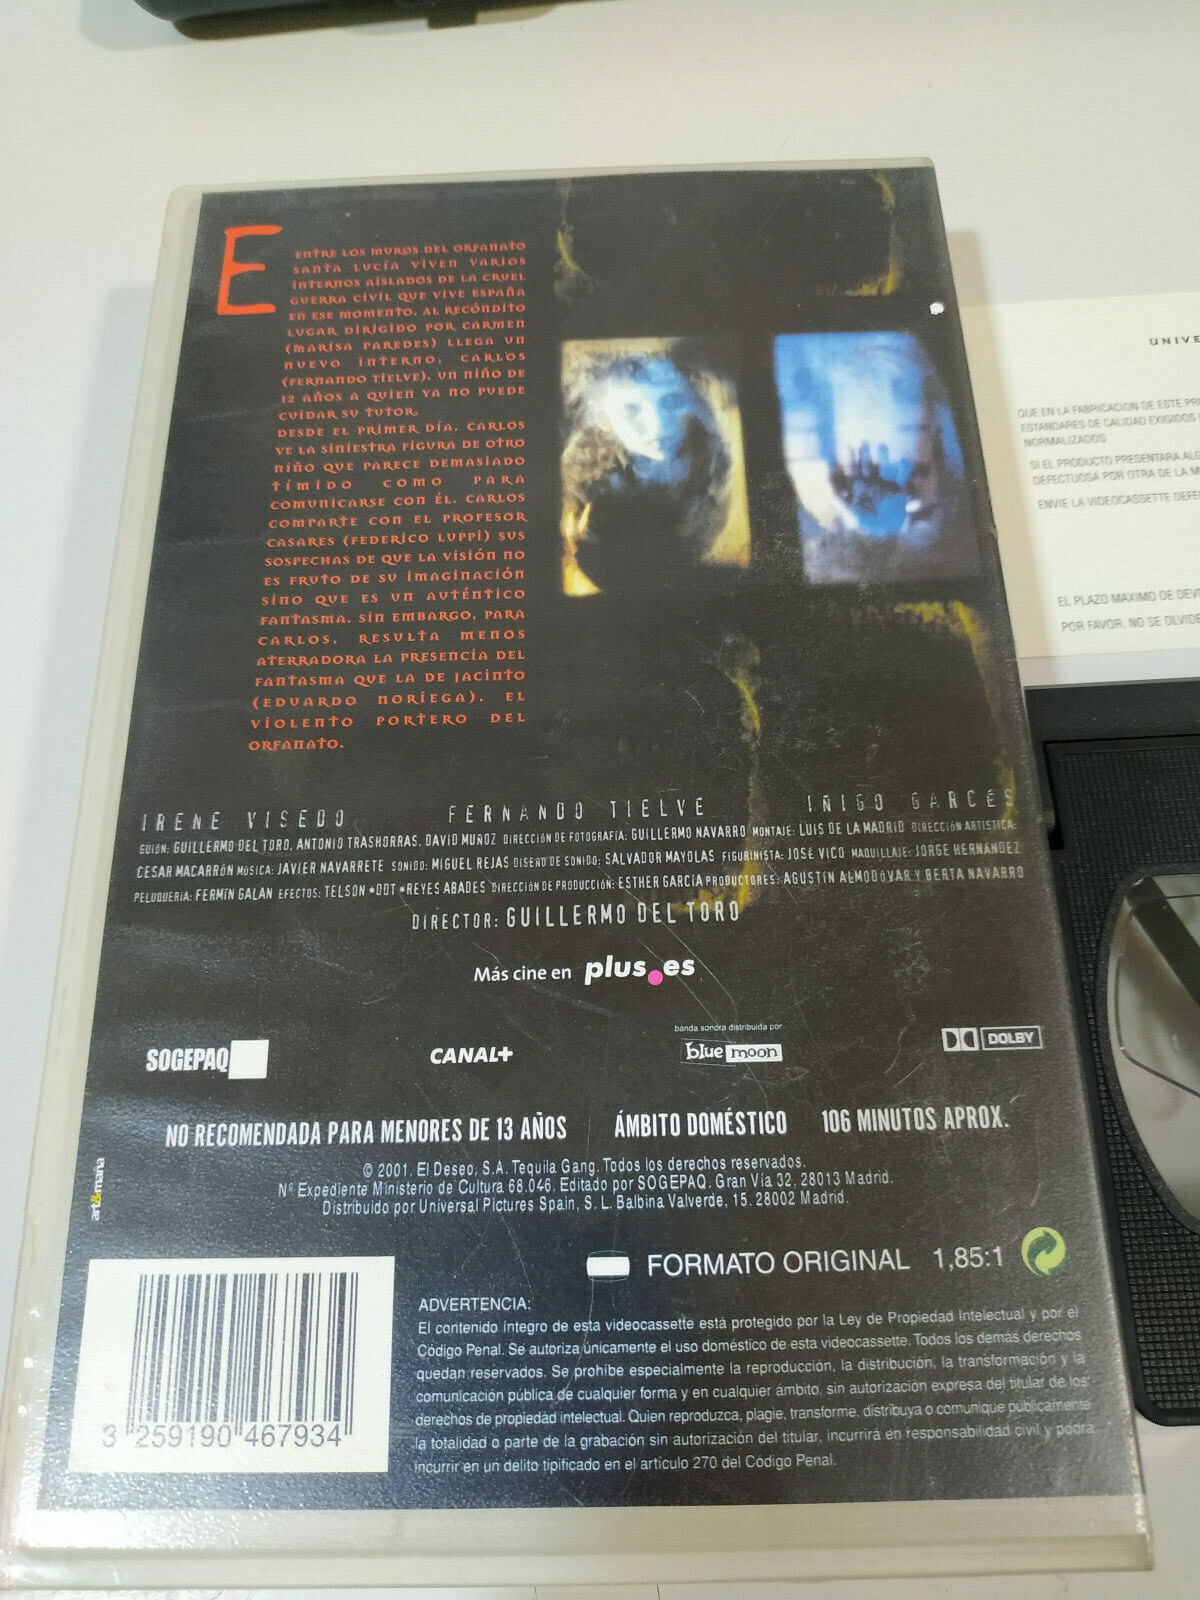 E
ENTRE LOS MUROS DEL ORFANATO
SANTA LUCÍA VIVEN VARIOS
INTERNOS AISLADOS DE LA CRUEL
GUERRA CIVIL QUE VIVE ESPAÑA
EN ESE MOMENTO. AL RECÓNDITO
LUGAR DIRIGIDO POR CARMEN
(MARISA PAREDES) LLEGA UN
NUEVO INTERNO, CARLOS
(FERNANDO TIELVE), UN NIÑO DE
12 AÑOS A QUIEN YA NO PUEDE
CUIDAR SU TUTOR.
DESDE EL PRIMER DÍA, CARLOS
VE LA SINIESTRA FIGURA DE OTRO
NIÑO QUE PARECE DEMASIADO
TÍMIDO COMO PARA
COMUNICARSE CON ÉL. CARLOS
COMPARTE CON EL PROFESOR
CASARES (FEDERICO LUPPI) SUS
SOSPECHAS DE QUE LA VISIÓN NO
ES FRUTO DE SU IMAGINACIÓN
SINO QUE ES UN AUTÉNTICO
FANTASMA. SIN EMBARGO, PARA
CARLOS, RESULTA MENOS
ATERRADORA LA PRESENCIA DEL
FANTASMA QUE LA DE JACINTO
(EDUARDO NORIEGA), EL
VIOLENTO PORTERO DEL
ORFANATO.
IRENE VISEDO FERNANDO TIELVE IÑIGO GARCÉS
GUIÓN: GUILLERMO DEL TORO, ANTONIO TRASHORRAS, DAVID MUÑOZ DIRECCIÓN DE FOTOGRAFÍA: GUILLERMO NAVARRO MONTAJE: LUIS DE LA MADRID DIRECCIÓN ARTÍSTICA:
CESAR MACARRÓN MÚSICA: JAVIER NAVARRETE SONIDO: MIGUEL REJAS DISEÑO DE SONIDO: SALVADOR MAYOLAS FIGURINISTA: JOSÉ VICO MAQUILLAJE: JORGE HERNÁNDEZ
PELUQUERÍA: FERMÍN GALAN EFECTOS: TELSON *DDT *REYES ABADES DIRECCIÓN DE PRODUCCIÓN: ESTHER GARCÍA PRODUCTORES: AGUSTÍN ALMODÓVAR Y BERTA NAVARRO
DIRECTOR: GUILLERMO DEL TORO
Más cine en plus.es
SOGEPAQ
CANAL+
banda sonora distribuida por
blue moon
DOLBY
NO RECOMENDADA PARA MENORES DE 13 AÑOS ÁMBITO DOMÉSTICO 106 MINUTOS APROX.
© 2001. El Deseo, S.A. Tequila Gang. Todos los derechos reservados.
Nº Expediente Ministerio de Cultura 68.046. Editado por SOGEPAQ. Gran Vía 32, 28013 Madrid.
Distribuido por Universal Pictures Spain, S. L. Balbina Valverde, 15. 28002 Madrid.
art&maña
FORMATO ORIGINAL 1,85:1
ADVERTENCIA:
El contenido íntegro de esta videocassette está protegido por la Ley de Propiedad Intelectual y por el
Código Penal. Se autoriza únicamente el uso doméstico de esta videocassette. Todos los demás derechos
quedan reservados. Se prohíbe especialmente la reproducción, la distribución, la transformación y la
comunicación pública de cualquier forma y en cualquier ámbito, sin autorización expresa del titular de los
derechos de propiedad intelectual. Quien reproduzca, plagie, transforme, distribuya o comunique públicamente
la totalidad o parte de la grabación sin autorización del titular, incurrirá en responsabilidad civil y podrá
incurrir en un delito tipificado en el artículo 270 del Código Penal.
3 259190 467934
UNIVE
QUE EN LA FABRICACION DE ESTE PR
ESTANDARES DE CALIDAD EXIGIDOS
NORMALIZADOS
SI EL PRODUCTO PRESENTARA ALG
DEFECTUOSA POR OTRA DE LA M
ENVIE LA VIDEOCASSETTE DEFE
EL PLAZO MAXIMO DE DEV
POR FAVOR, NO SE OLVIDE